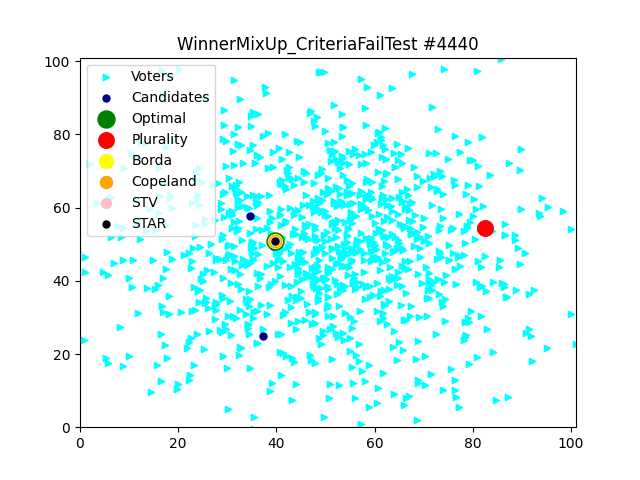 WinnerMixUp_CriteriaFailTest #4440
100
80
60
40
20
0
Voters
Candidates
Optimal
Plurality
Borda
Copeland
STV
STAR
0 20 40 60 80 100